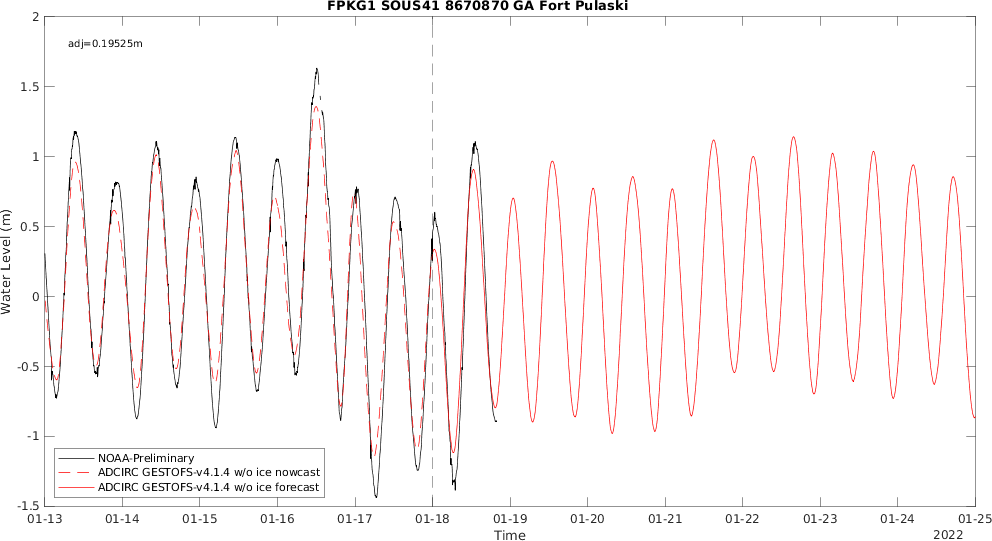 FPKG1 SOUS41 8670870 GA Fort Pulaski
adj=0.19525m
2
1.5
1
0.5
0
-0.5
-1
-1.5
Water Level (m)
NOAA-Preliminary
ADCIRC GESTOFS-v4.1.4 w/o ice nowcast
ADCIRC GESTOFS-v4.1.4 w/o ice forecast
01-13 01-14 01-15 01-16 01-17 01-18 01-19 01-20 01-21 01-22 01-23 01-24 01-25
Time
2022